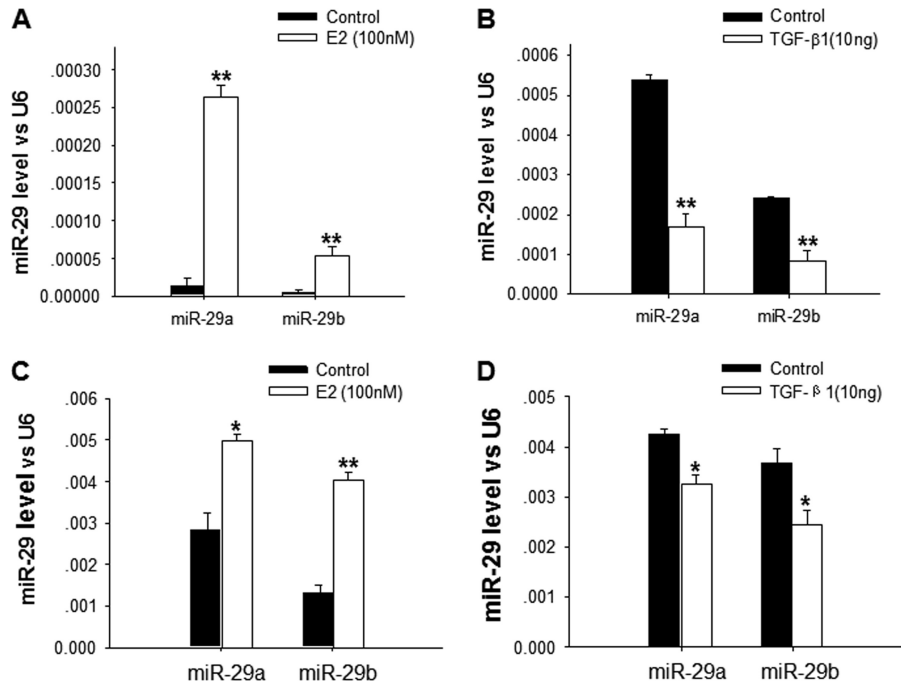 A
Control
E2 (100nM)
miR-29 level vs U6
.00030
.00025
.00020
.00015
.00010
.00005
0.00000
**
**
miR-29a
miR-29b
B
Control
TGF-β1(10ng)
miR-29 level vs U6
.0006
.0005
.0004
.0003
.0002
.0001
0.0000
**
**
miR-29a
miR-29b
C
Control
E2 (100nM)
miR-29 level vs U6
.006
.005
.004
.003
.002
.001
0.000
*
**
miR-29a
miR-29b
D
Control
TGF-β1(10ng)
miR-29 level vs U6
.005
.004
.003
.002
.001
.000
*
*
miR-29a
miR-29b